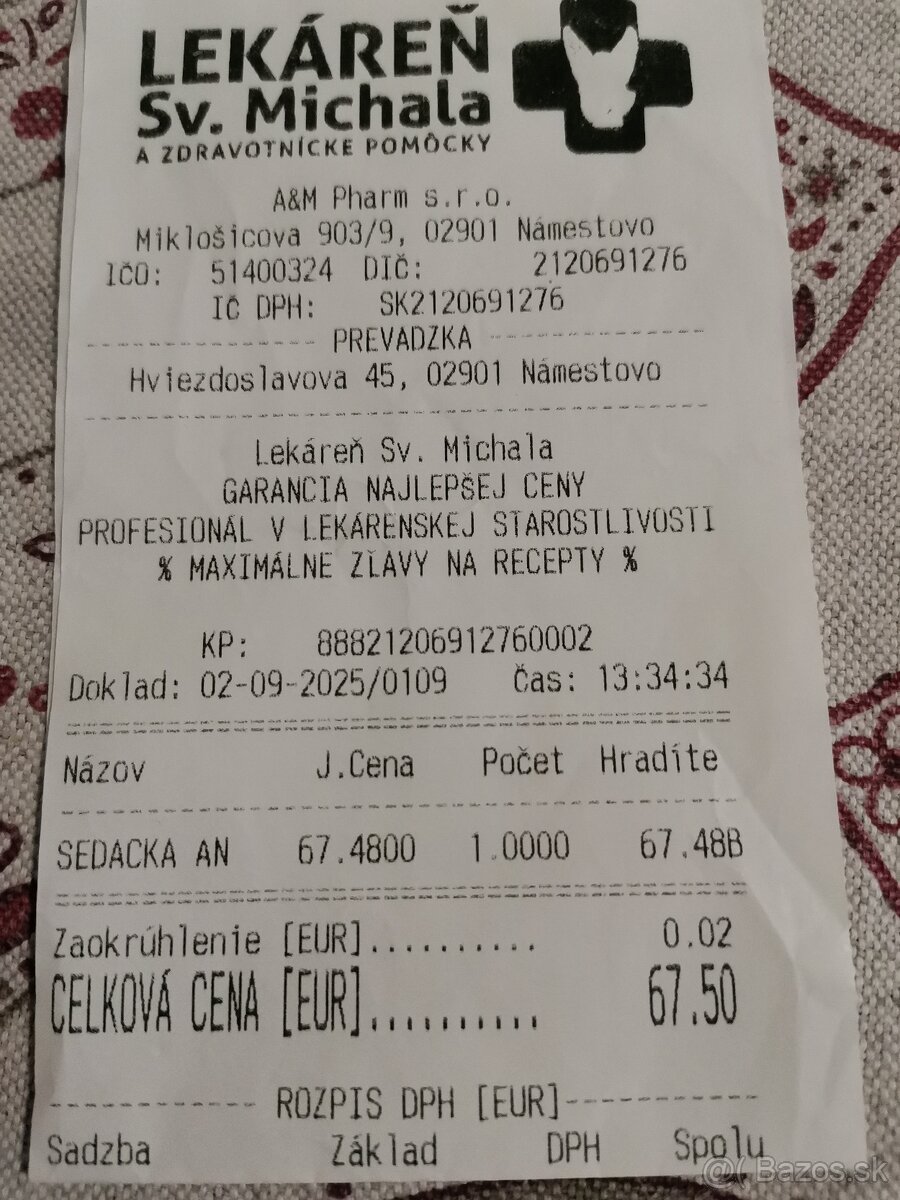 LEKÁREŇ
Sv. Michala
A ZDRAVOTNÍCKE POMÔCKY
A&M Pharm s.r.o.
Miklošicova 903/9, 02901 Námestovo
IČO: 51400324 DIČ: 2120691276
IČ DPH: SK2120691276
PREVADZKA
Hviezdoslavova 45, 02901 Námestovo
Lekáreň Sv. Michala
GARANCIA NAJLEPŠEJ CENY
PROFESIONÁL V LEKÁRENSKEJ STAROSTLIVOSTI
% MAXIMÁLNE ZĽAVY NA RECEPTY %
KP: 88821206912760002
Doklad: 02-09-2025/0109 Čas: 13:34:34
Názov J.Cena Počet Hradíte
SEDACKA AN 67.4800 1.0000 67.48B
Zaokrúhlenie [EUR].......... 0.02
CELKOVÁ CENA [EUR].......... 67.50
ROZPIS DPH [EUR]
Sadzba Základ DPH Spolu
@( Bazos.sk